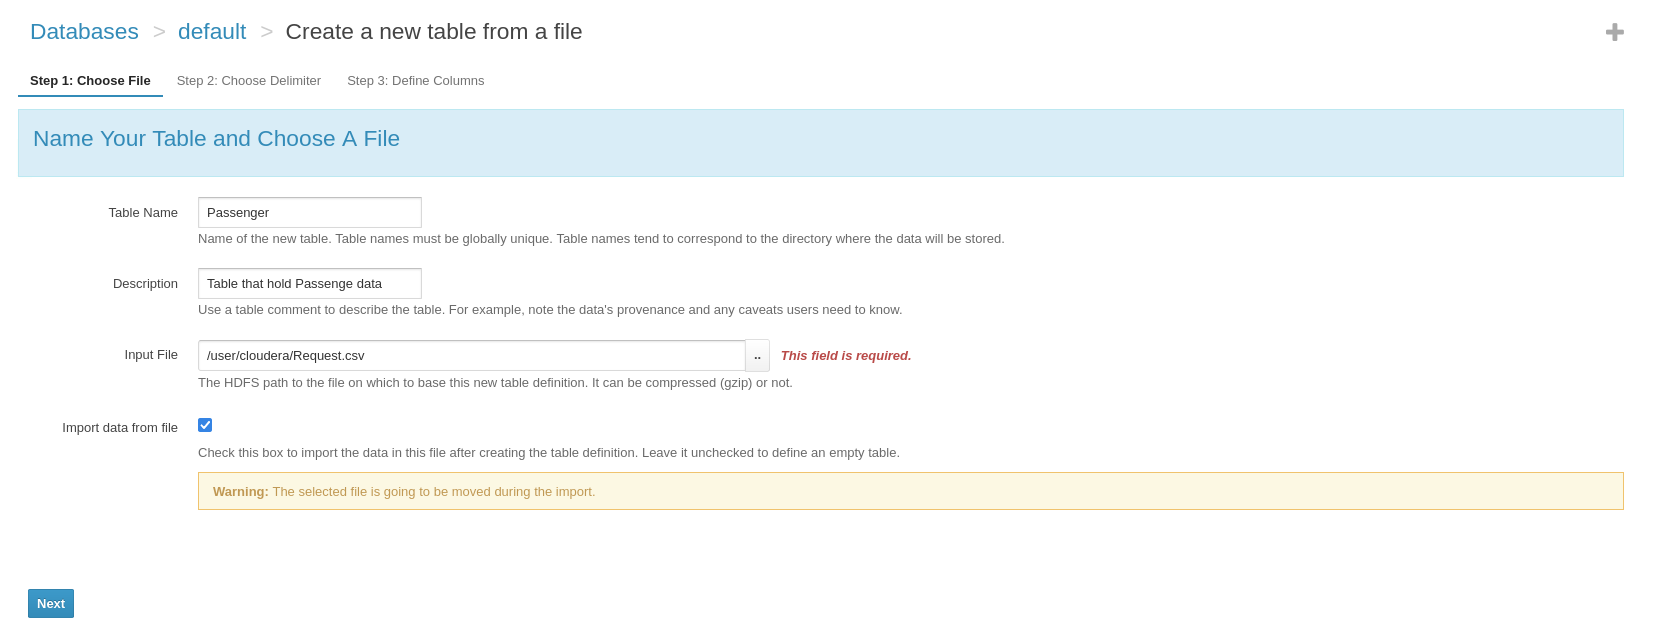 Databases > default > Create a new table from a file
Step 1: Choose File Step 2: Choose Delimiter Step 3: Define Columns
Name Your Table and Choose A File
Table Name Passenger
Name of the new table. Table names must be globally unique. Table names tend to correspond to the directory where the data will be stored.
Description Table that hold Passenge data
Use a table comment to describe the table. For example, note the data's provenance and any caveats users need to know.
Input File /user/cloudera/Request.csv .. This field is required.
The HDFS path to the file on which to base this new table definition. It can be compressed (gzip) or not.
Import data from file
Check this box to import the data in this file after creating the table definition. Leave it unchecked to define an empty table.
Warning: The selected file is going to be moved during the import.
Next